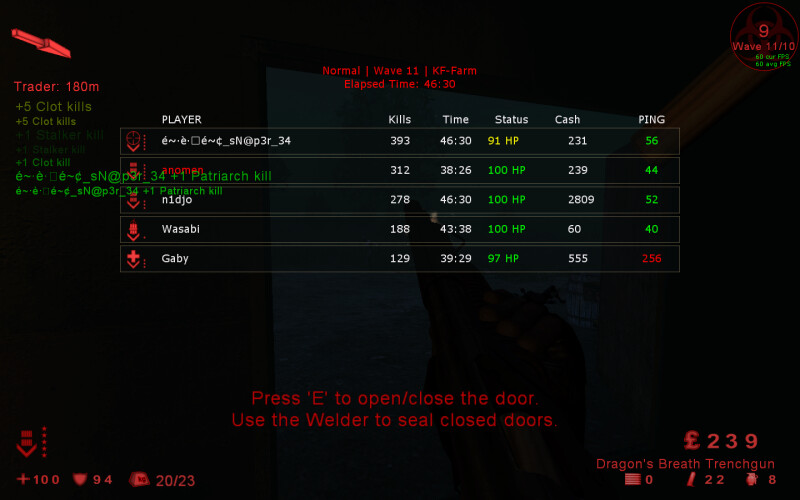 9
Wave 11/10
60 cur FPS
60 avg FPS
Normal | Wave 11 | KF-Farm
Elapsed Time: 46:30
Trader: 180m
+5 Clot kills
+5 Clot kills
+1 Stalker kill
+1 Stalker kill
+1 Clot kill
é~·è·□é~¢_sN@p3r_34 +1 Patriarch kill
é~·è·□é~¢_sN@p3r_34 +1 Patriarch kill
PLAYER Kills Time Status Cash PING
é~·è·□é~¢_sN@p3r_34 393 46:30 91 HP 231 56
anomen 312 38:26 100 HP 239 44
n1djo 278 46:30 100 HP 2809 52
Wasabi 188 43:38 100 HP 60 40
Gaby 129 39:29 97 HP 555 256
Press 'E' to open/close the door.
Use the Welder to seal closed doors.
£239
Dragon's Breath Trenchgun
100 94 20/23 0 22 8